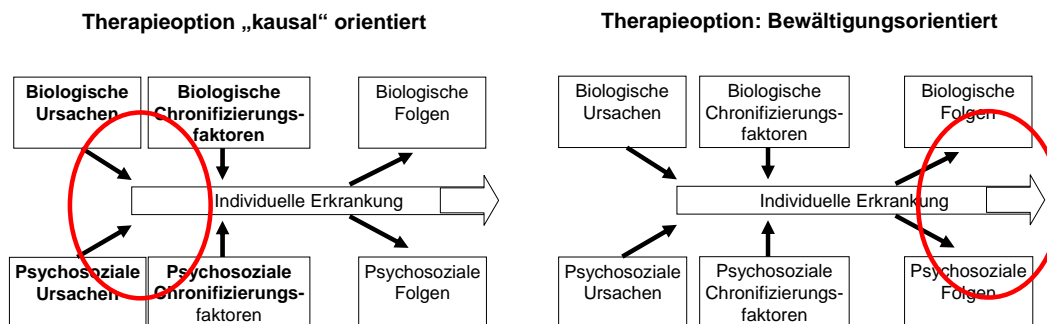 Therapieoption „kausal“ orientiert
Biologische
Ursachen
Biologische
Chronifizierungs-
faktoren
Biologische
Folgen
Individuelle Erkrankung
Psychosoziale
Ursachen
Psychosoziale
Chronifizierungs-
faktoren
Psychosoziale
Folgen
Therapieoption: Bewältigungsorientiert
Biologische
Ursachen
Biologische
Chronifizierungs-
faktoren
Biologische
Folgen
Individuelle Erkrankung
Psychosoziale
Ursachen
Psychosoziale
Chronifizierungs-
faktoren
Psychosoziale
Folgen